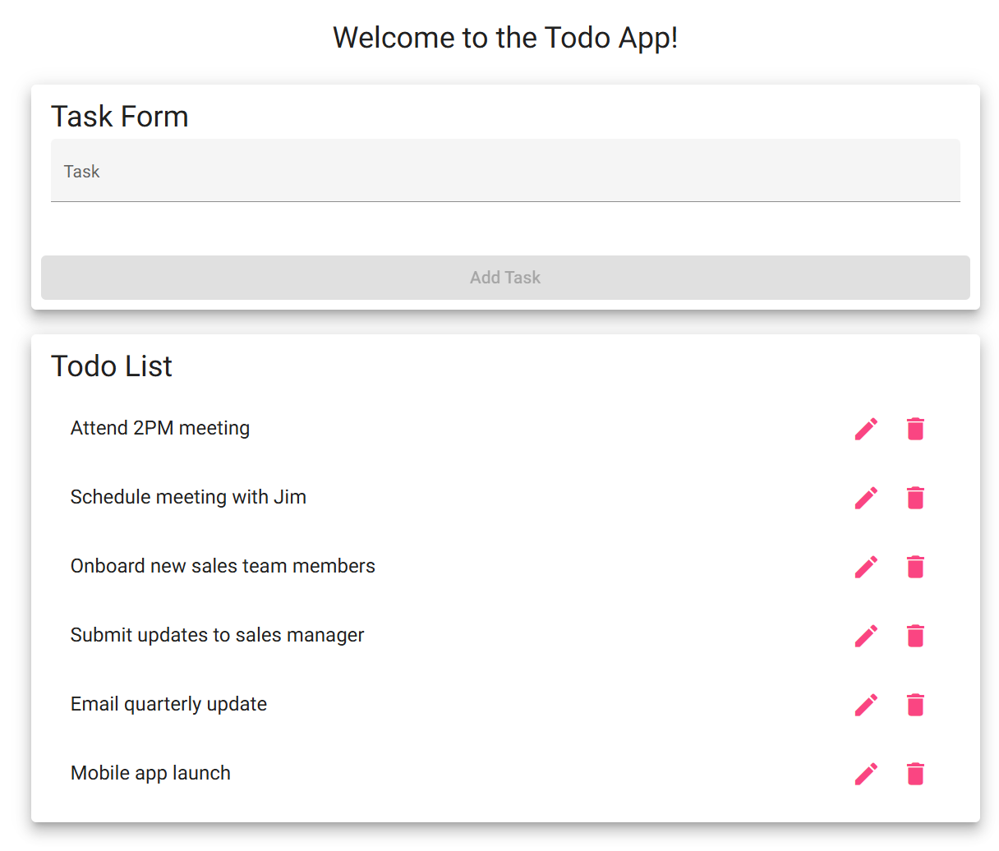 Welcome to the Todo App!
Task Form
Task
Add Task
Todo List
Attend 2PM meeting
Schedule meeting with Jim
Onboard new sales team members
Submit updates to sales manager
Email quarterly update
Mobile app launch